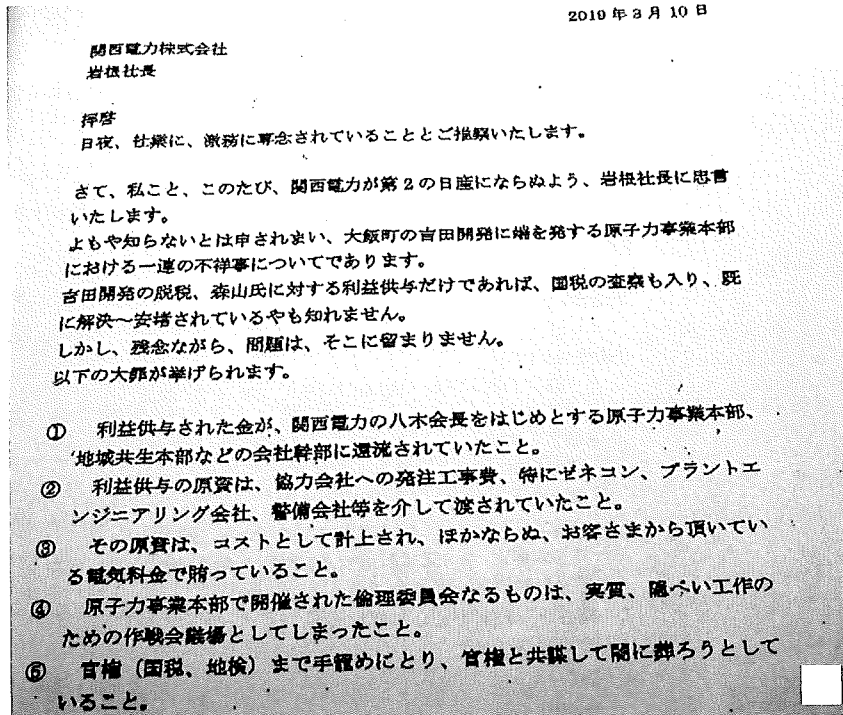 2019年3月10日
関西電力株式会社
岩根社長
拝啓
日夜、社業に、激務に専念されていることとご推察いたします。
さて、私こと、このたび、関西電力が第2の日産にならぬよう、岩根社長に忠言
いたします。
よもや知らないとは申されまい、大飯町の吉田開発に端を発する原子力事業本部
における一連の不祥事についてであります。
吉田開発の脱税、森山氏に対する利益供与だけであれば、国税の査察も入り、既
に解決~安堵されているやも知れません。
しかし、残念ながら、問題は、そこに留まりません。
以下の大罪が挙げられます。
① 利益供与された金が、関西電力の八木会長をはじめとする原子力事業本部、
地域共生本部などの会社幹部に還流されていたこと。
② 利益供与の原資は、協力会社への発注工事費、特にゼネコン、プラントエ
ンジニアリング会社、警備会社等を介して渡されていたこと。
③ その原資は、コストとして計上され、ほかならぬ、お客さまから頂いてい
る電気料金で賄っていること。
④ 原子力事業本部で開催された倫理委員会なるものは、実質、隠ぺい工作の
ための作戦会議場としてしまったこと。
⑤ 官権(国税、地検)まで手籠めにとり、官権と共謀して闇に葬ろうとして
いること。